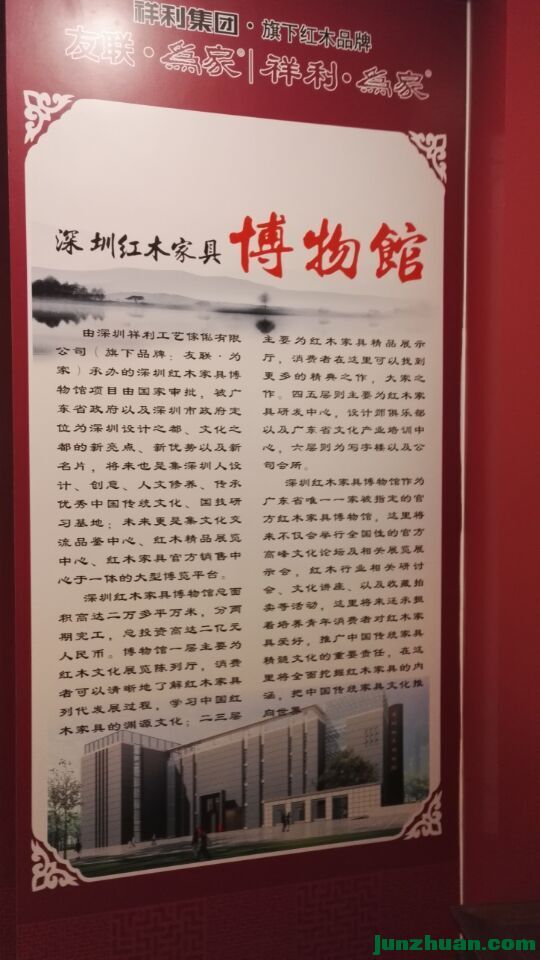 祥利集团·旗下红木品牌
友联·為家®|祥利·為家®
深圳红木家具博物館
由深圳祥利工艺傢俬有限
公司（旗下品牌：友联·为
家）承办的深圳红木家具博
物馆项目由国家审批，被广
东省政府以及深圳市政府定
位为深圳设计之都、文化之
都的新亮点、新优势以及新
名片，将来也是集深圳人设
计、创意、人文修养、传承
优秀中国传统文化、国技研
习基地；未来更是集文化交
流品鉴中心、红木精品展览
中心、红木家具官方销售中
心于一体的大型博览平台。
深圳红木家具博物馆总面
积高达二万多平万米，分两
期完工，总投资高达二亿元
人民币。博物馆一层主要为
红木文化展览陈列厅，消费
者可以清晰地了解红木家具
列代发展过程，学习中国红
木家具的渊源文化；二三层
主要为红木家具精品展示
厅，消费者在这里可以找到
更多的精典之作，大家之
作。四五层则主要为红木家
具研发中心，设计师俱乐部
以及广东省文化产业培训中
心，六层则为写字楼以及公
司会所。
深圳红木家具博物馆作为
广东省唯一一家被指定的官
方红木家具博物馆，这里将
来不仅会举行全国性的官方
高峰文化论坛及相关展览展
示会，红木行业相关研讨
会、文化讲座、以及收藏拍
卖等活动，这里将来还承担
着培养青年消费者对红木家
具爱好，推广中国传统家具
精髓文化的重要责任，在这
里将全面挖掘红木家具的内
涵，把中国传统家具文化推
向世界。
junzhuan.com